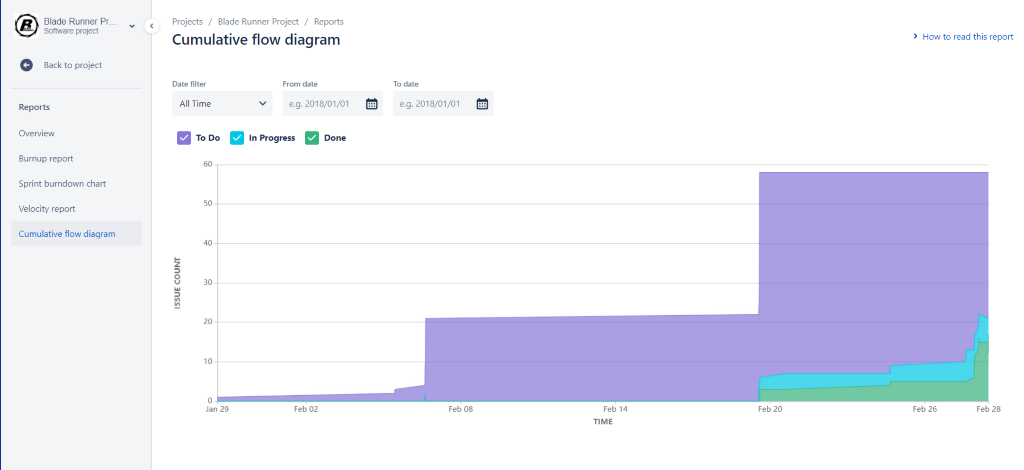 Blade Runner Pr...
Software project
Back to project
Reports
Overview
Burnup report
Sprint burndown chart
Velocity report
Cumulative flow diagram
Projects / Blade Runner Project / Reports
Cumulative flow diagram
How to read this report
Date filter From date To date
All Time e.g. 2018/01/01 e.g. 2018/01/01
To Do In Progress Done
60
50
40
30
20
10
0
ISSUE COUNT
Jan 29 Feb 02 Feb 08 Feb 14 Feb 20 Feb 26 Feb 28
TIME